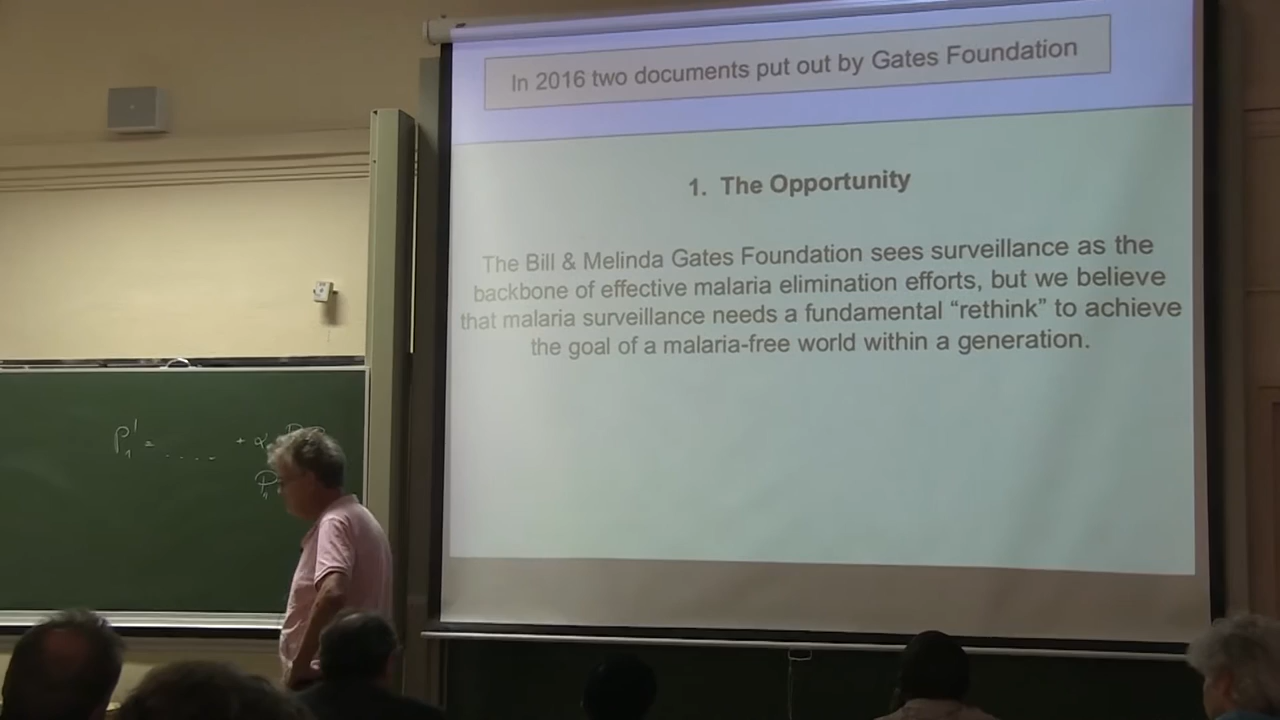 In 2016 two documents put out by Gates Foundation
1. The Opportunity
The Bill & Melinda Gates Foundation sees surveillance as the
backbone of effective malaria elimination efforts, but we believe
that malaria surveillance needs a fundamental “rethink” to achieve
the goal of a malaria-free world within a generation.
P₁' = ..... + α